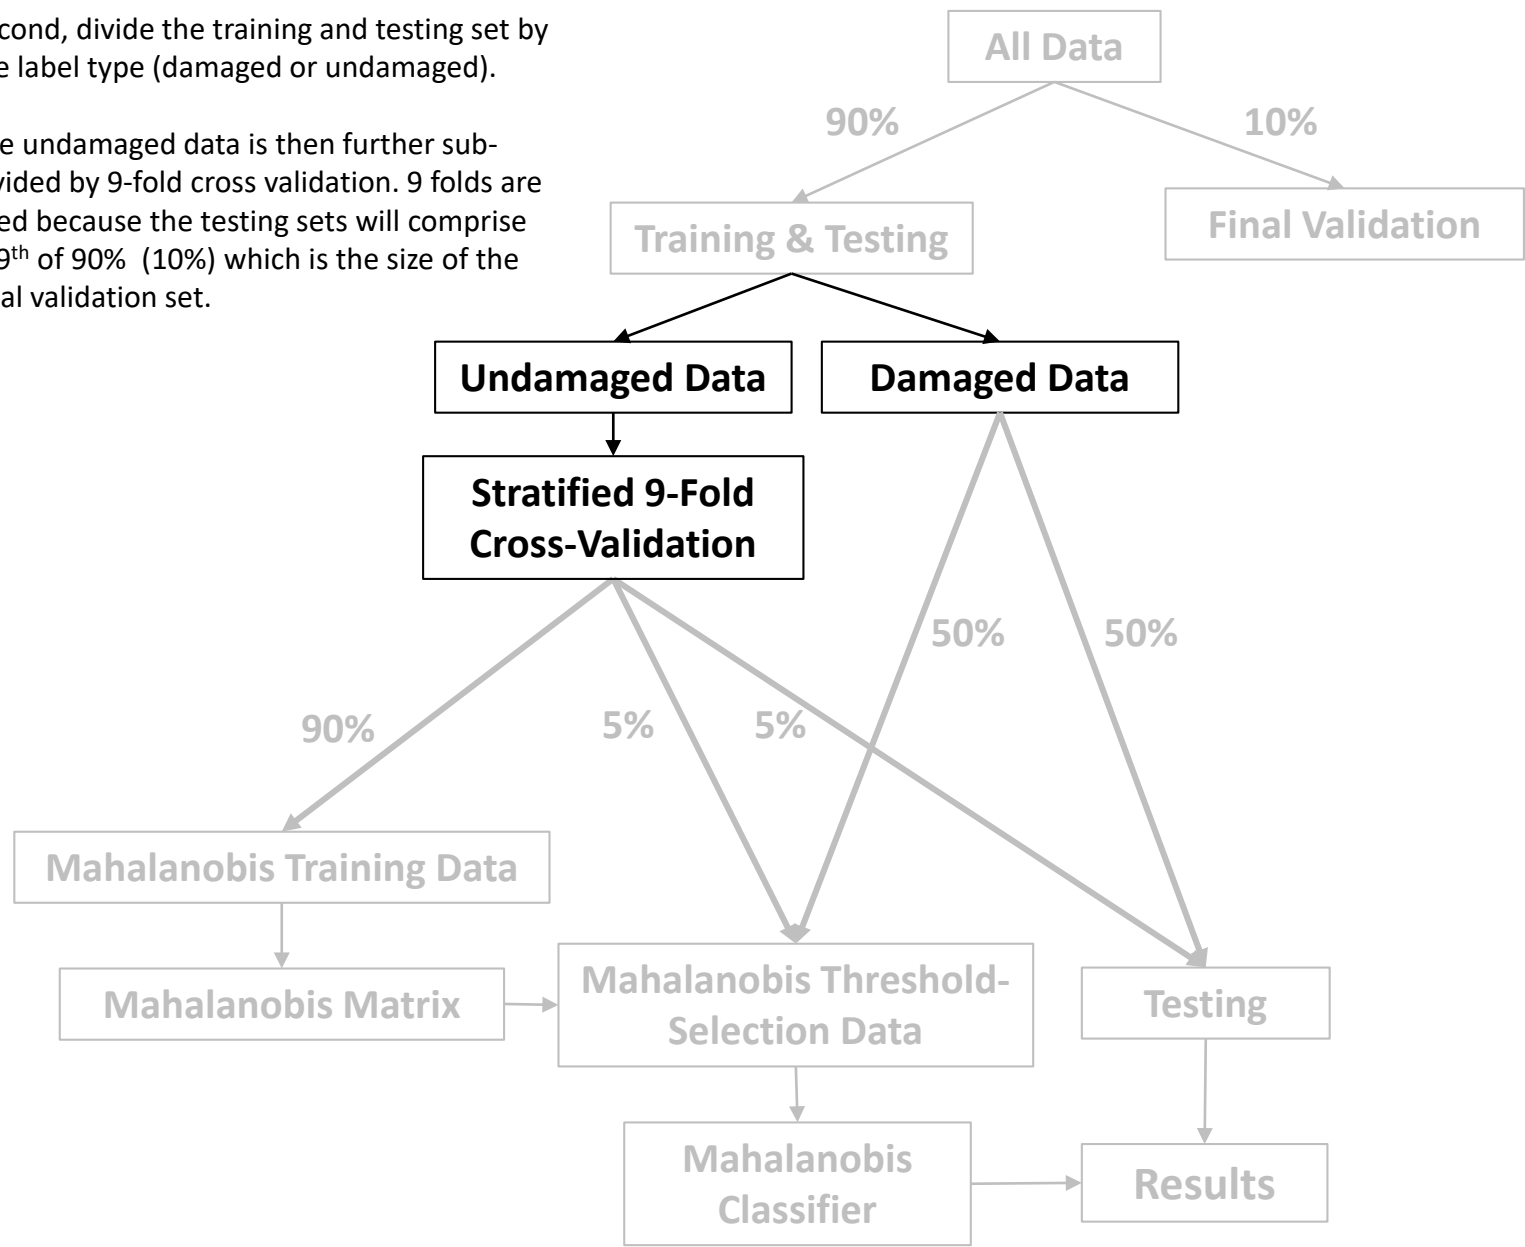 cond, divide the training and testing set by
e label type (damaged or undamaged).
e undamaged data is then further sub-
vided by 9-fold cross validation. 9 folds are
ed because the testing sets will comprise
9th of 90%  (10%) which is the size of the
al validation set.
All Data
90%
10%
Training & Testing
Final Validation
Undamaged Data
Damaged Data
Stratified 9-Fold
Cross-Validation
50%
50%
90%
5%
5%
Mahalanobis Training Data
Mahalanobis Matrix
Mahalanobis Threshold-
Selection Data
Testing
Mahalanobis
Classifier
Results